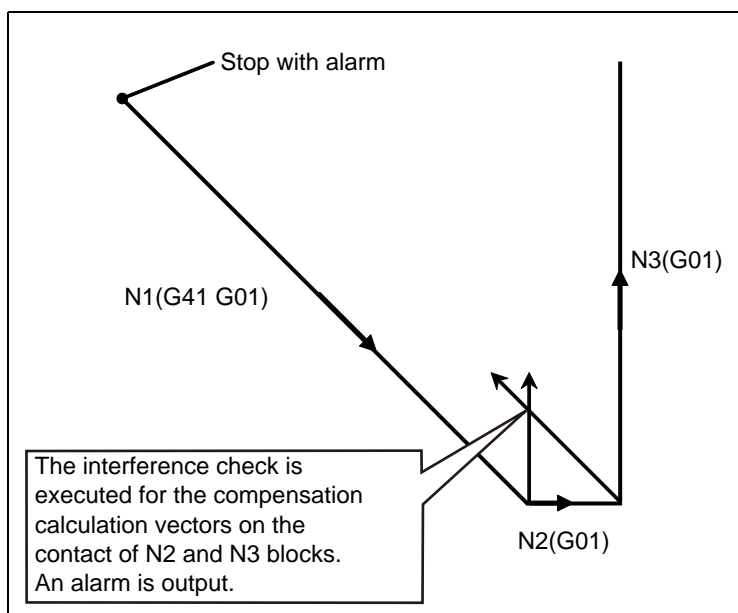 Stop with alarm
N3(G01)
N1(G41 G01)
The interference check is
executed for the compensation
calculation vectors on the
contact of N2 and N3 blocks.
An alarm is output.
N2(G01)